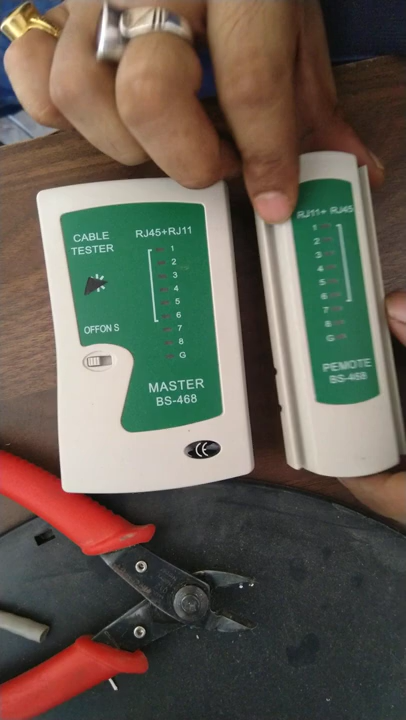 CABLE
TESTER
RJ45+RJ11
1
2
3
4
5
6
7
8
G
OFFON S
MASTER
BS-468
CE
RJ11+ RJ45
1
2
3
4
5
6
7
8
G
PEMOTE
BS-468